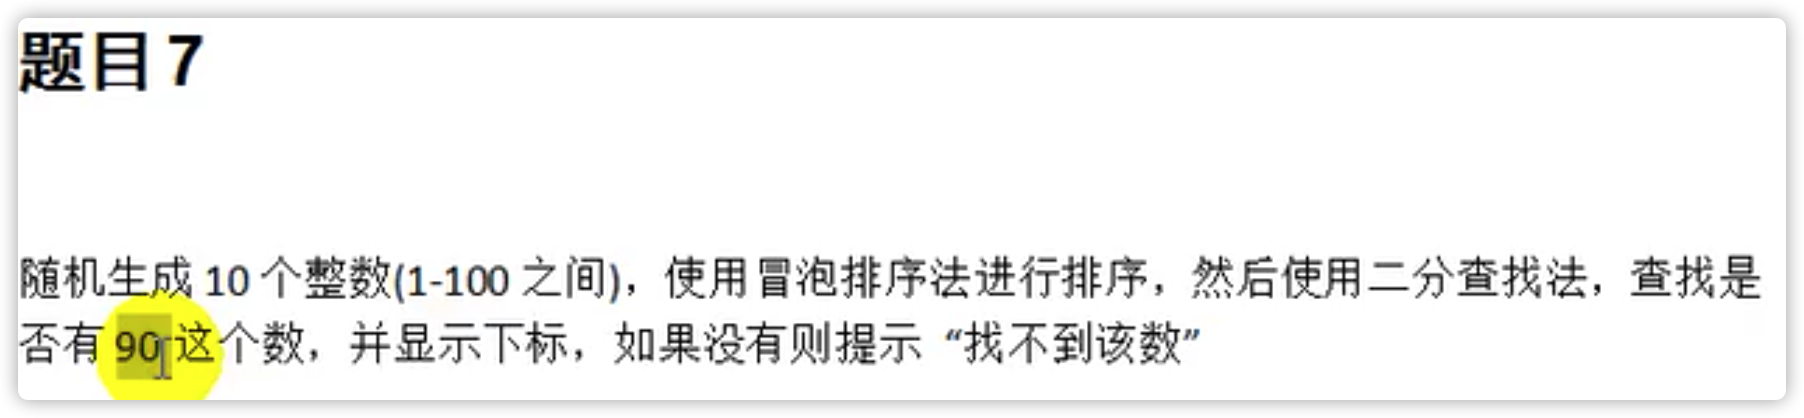 题目 7
随机生成 10 个整数(1-100 之间)，使用冒泡排序法进行排序，然后使用二分查找法，查找是
否有 90 这个数，并显示下标，如果没有则提示 “找不到该数”